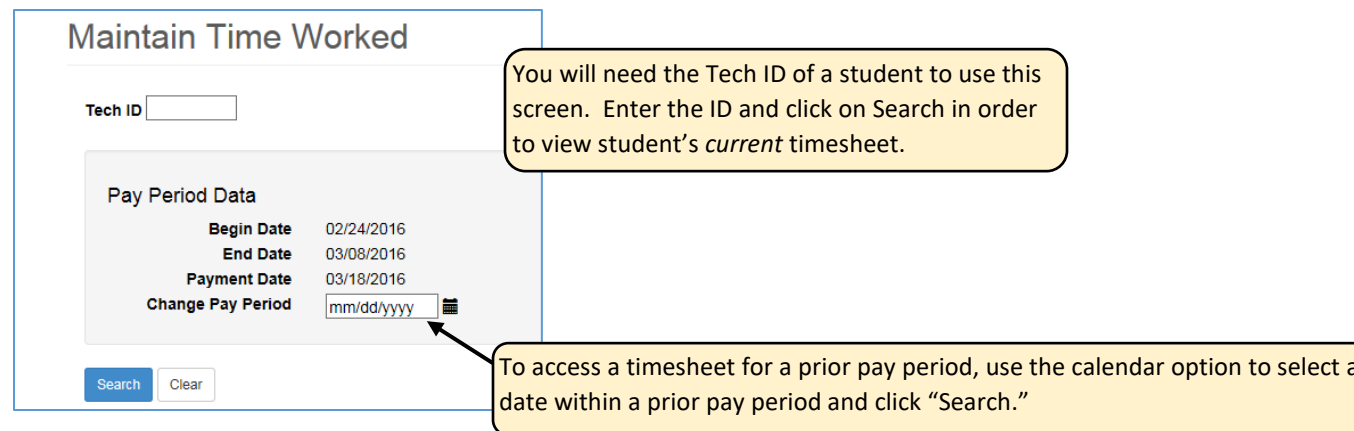 Maintain Time Worked
You will need the Tech ID of a student to use this
screen. Enter the ID and click on Search in order
to view student’s current timesheet.
Tech ID
Pay Period Data
Begin Date 02/24/2016
End Date 03/08/2016
Payment Date 03/18/2016
Change Pay Period mm/dd/yyyy
To access a timesheet for a prior pay period, use the calendar option to select a
date within a prior pay period and click “Search.”
Search Clear